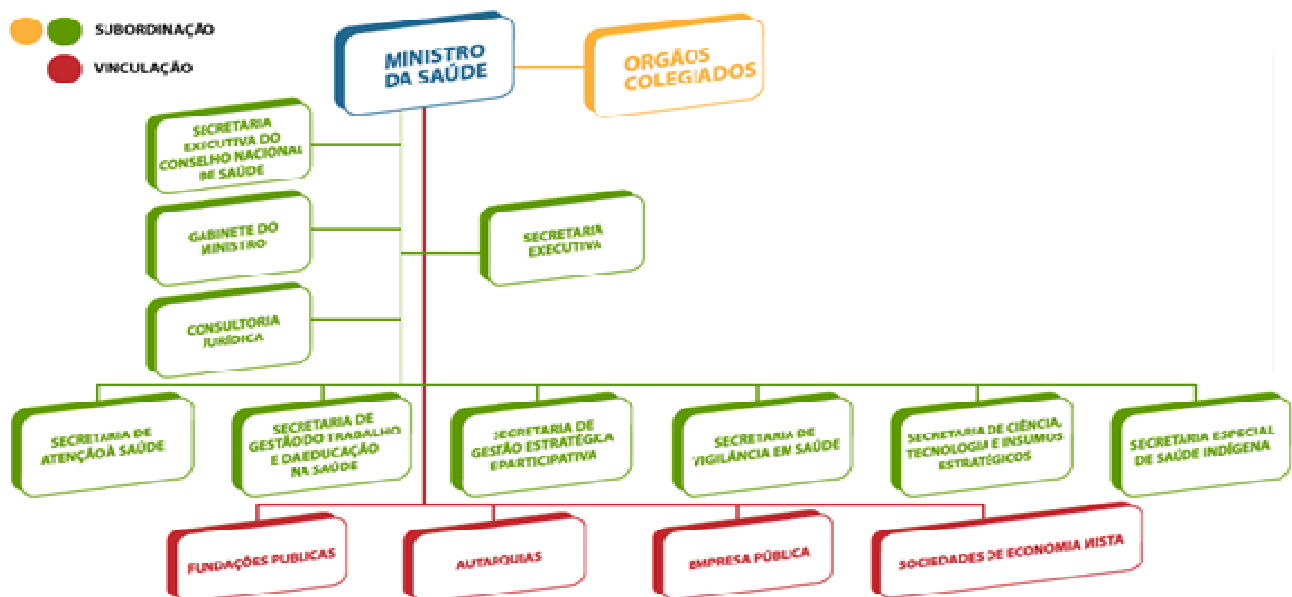 SUBORDINAÇÃO
VINCULAÇÃO
MINISTRO
DA SAÚDE
ORGÃOS
COLEGIADOS
SECRETARIA
EXECUTIVA DO
CONSELHO NACIONAL
DE SAÚDE
GABINETE DO
MINISTRO
SECRETARIA
EXECUTIVA
CONSULTORIA
JURÍDICA
SECRETARIA DE
ATENÇÃO À SAÚDE
SECRETARIA DE
GESTÃO DO TRABALHO
E DA EDUCAÇÃO
NA SAÚDE
SECRETARIA DE
GESTÃO ESTRATÉGICA
E PARTICIPATIVA
SECRETARIA DE
VIGILÂNCIA EM SAÚDE
SECRETARIA DE CIÊNCIA,
TECNOLOGIA E INSUMOS
ESTRATÉGICOS
SECRETARIA ESPECIAL
DE SAÚDE INDÍGENA
FUNDAÇÕES PUBLICAS
AUTARQUIAS
EMPRESA PÚBLICA
SOCIEDADES DE ECONOMIA MISTA